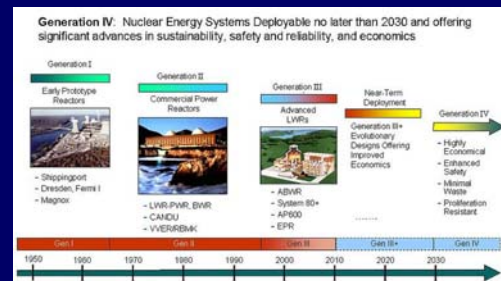 Generation IV: Nuclear Energy Systems Deployable no later than 2030 and offering
significant advances in sustainability, safety and reliability, and economics
Generation I
Early Prototype
Reactors
- Shippingport
- Dresden, Fermi I
- Magnox
Generation II
Commercial Power
Reactors
- LWR-PWR, BWR
- CANDU
- VVER/RBMK
Generation III
Advanced
LWRs
- ABWR
- System 80+
- AP600
- EPR
Near-Term
Deployment
Generation III+
Evolutionary
Designs Offering
Improved
Economics
Generation IV
- Highly
Economical
- Enhanced
Safety
- Minimal
Waste
- Proliferation
Resistant
Gen I
Gen II
Gen III
Gen III+
Gen IV
1950
1960
1970
1980
1990
2000
2010
2020
2030